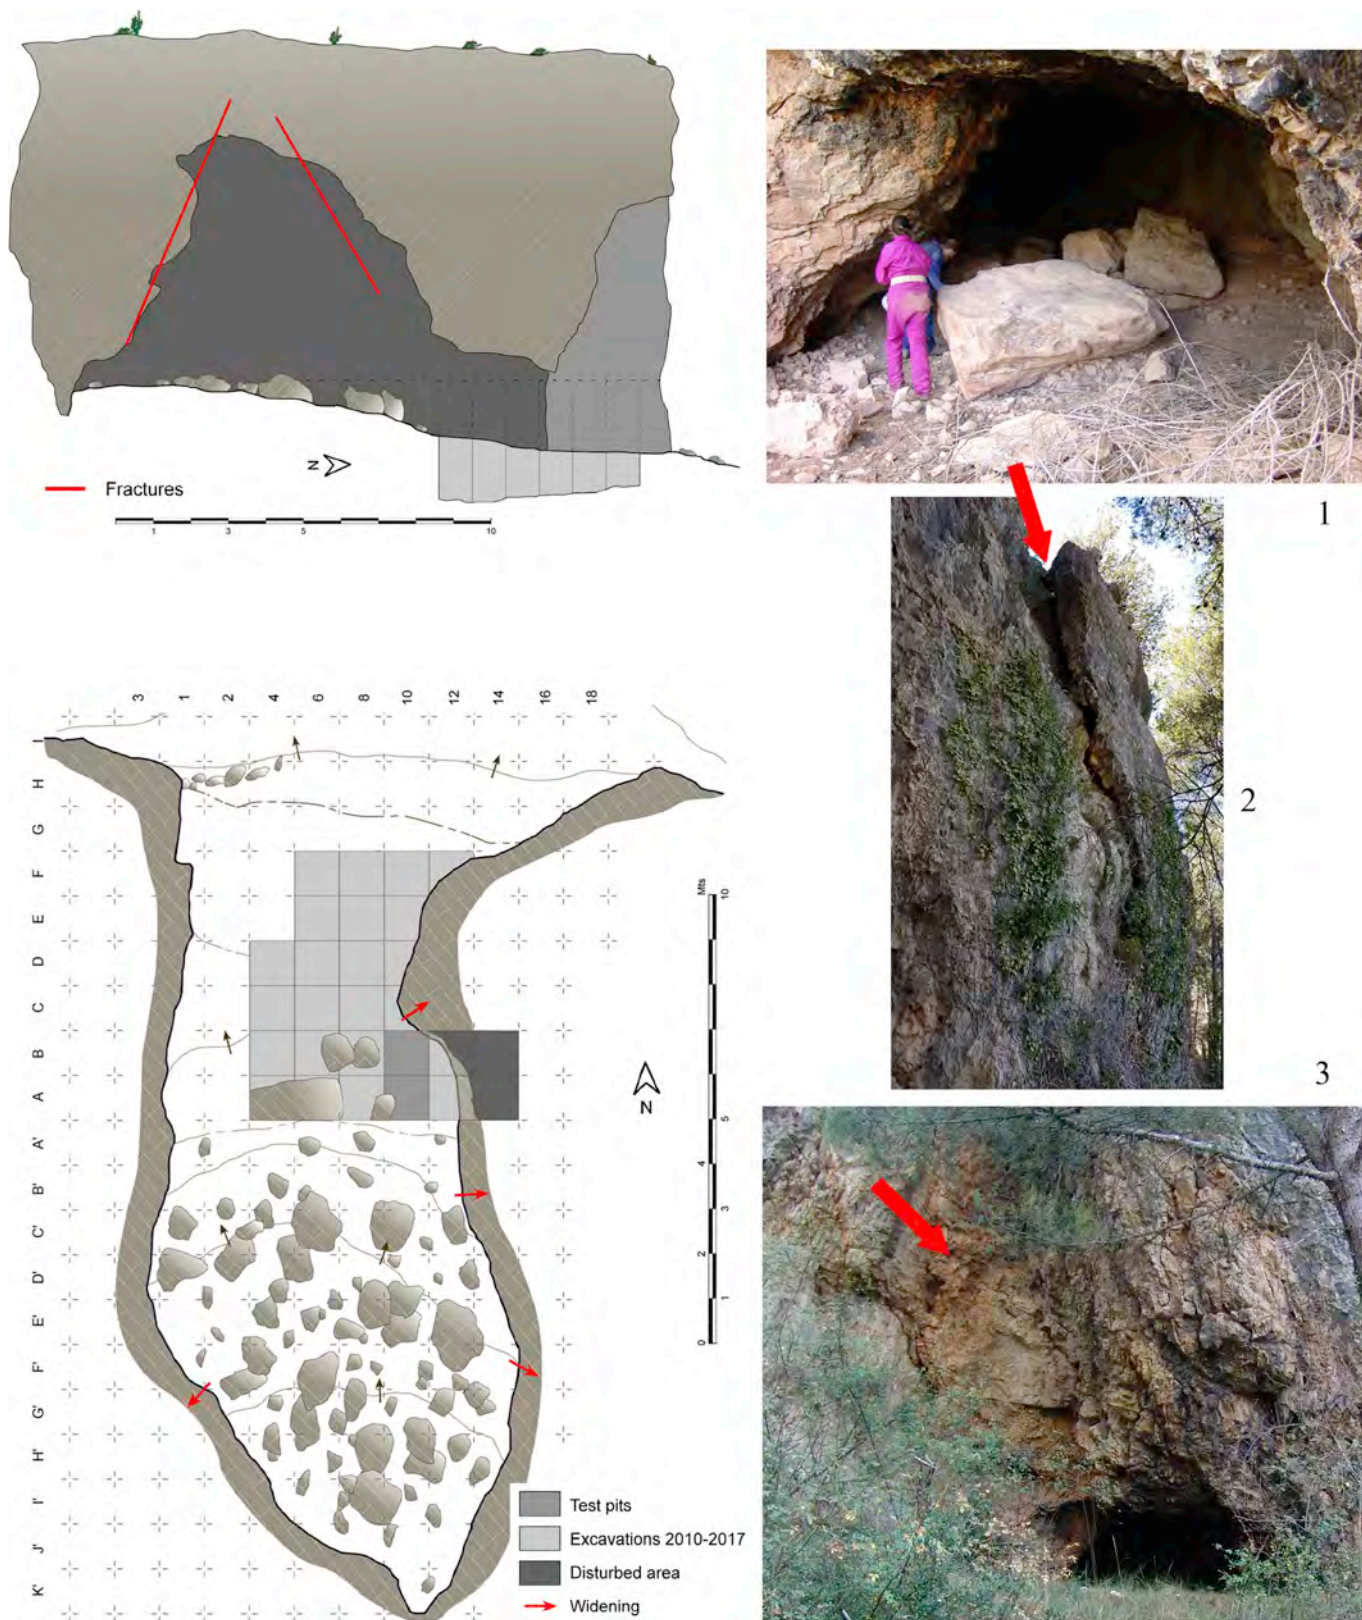 N
Fractures
1 3 5 10
1
2
3
3 1 2 4 6 8 10 12 14 16 18
I
H
G
F
E
D
C
B
A
A'
B'
C'
D'
E'
F'
G'
H'
I'
J'
K'
Mts
10
5
4
3
2
1
0
N
Test pits
Excavations 2010-2017
Disturbed area
Widening